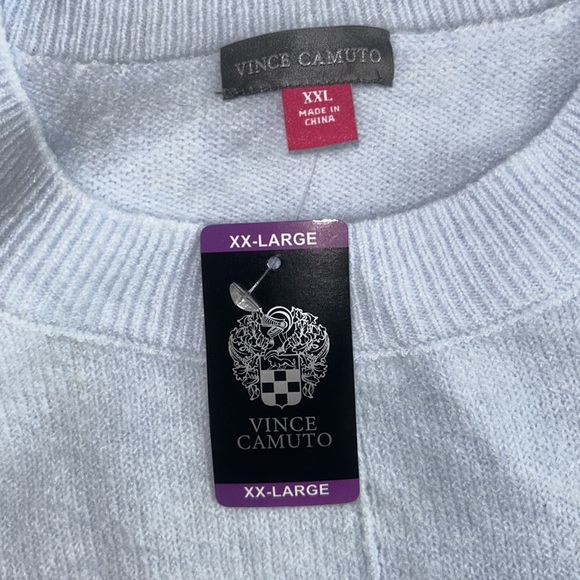 VINCE CAMUTO
XXL
MADE IN
CHINA
XX-LARGE
VINCE
CAMUTO
XX-LARGE